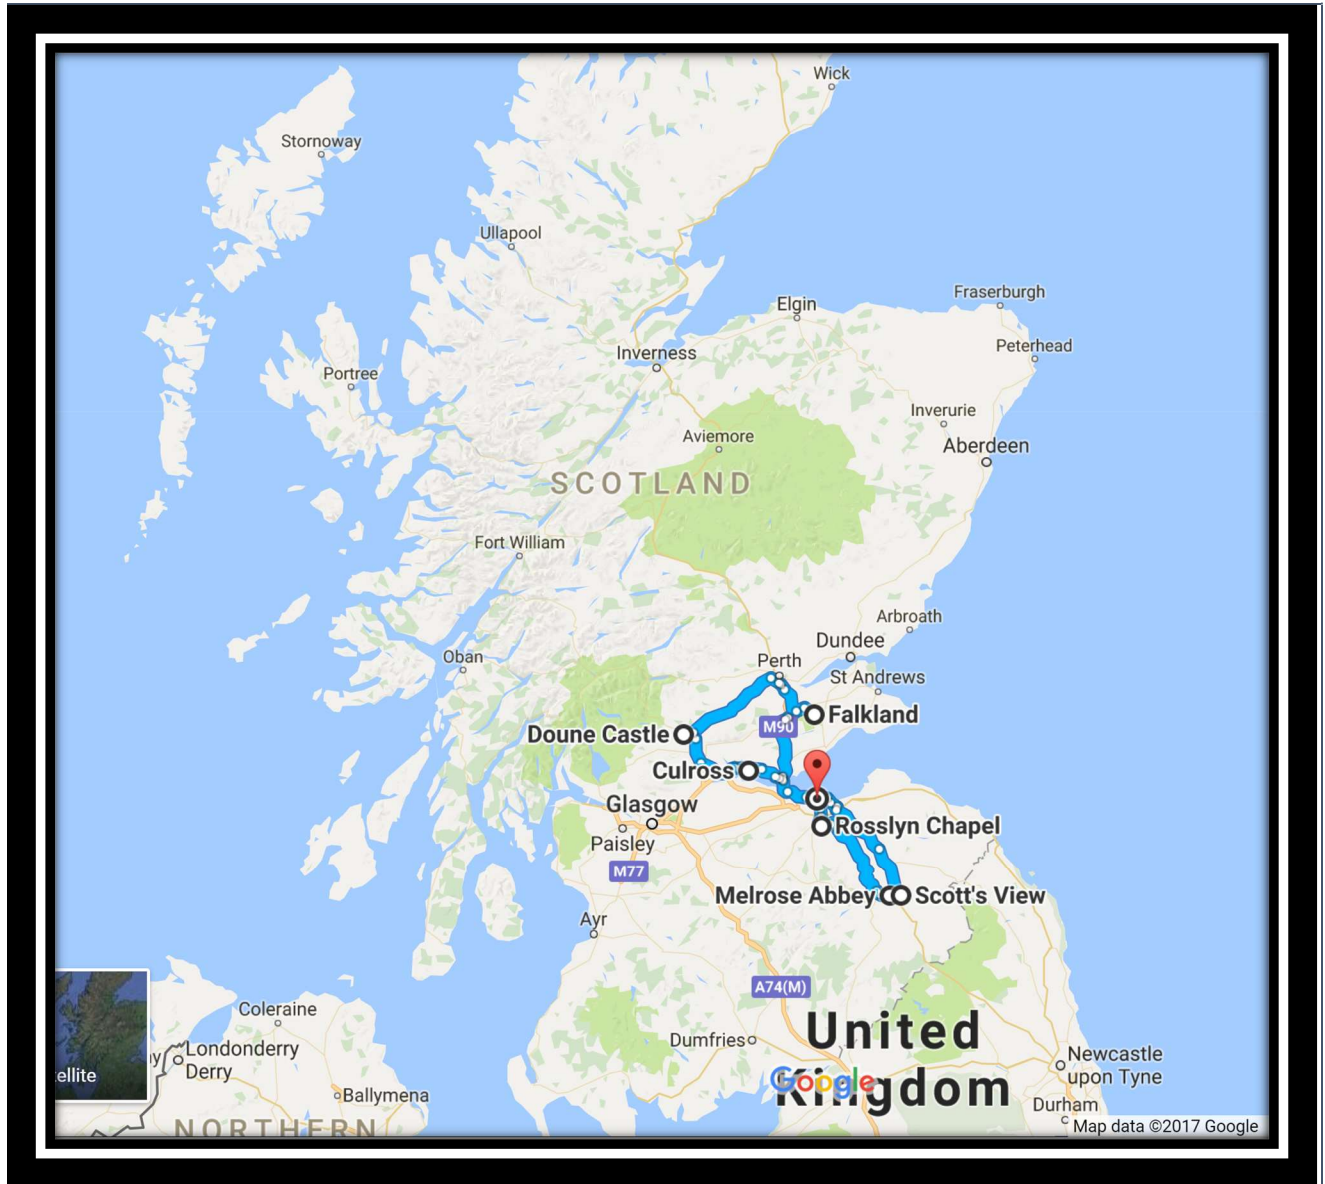 Wick
Stornoway
Ullapool
Fraserburgh
Elgin
Peterhead
Inverness
Portree
Inverurie
Aviemore
Aberdeen
SCOTLAND
Fort William
Arbroath
Dundee
Oban
Perth
St Andrews
Falkland
M90
Doune Castle
Culross
Glasgow
Rosslyn Chapel
Paisley
M77
Melrose Abbey
Scott's View
Ayr
A74(M)
Coleraine
United
Kingdom
Dumfries
Londonderry
Derry
Newcastle
upon Tyne
ellite
Google
Ballymena
Durham
NORTHERN
Map data ©2017 Google